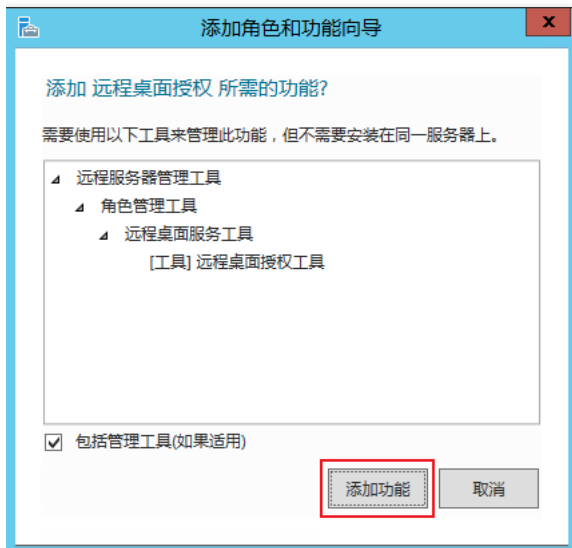 添加角色和功能向导
x
添加 远程桌面授权 所需的功能?
需要使用以下工具来管理此功能，但不需要安装在同一服务器上。
远程服务器管理工具
角色管理工具
远程桌面服务工具
[工具] 远程桌面授权工具
包括管理工具(如果适用)
添加功能
取消